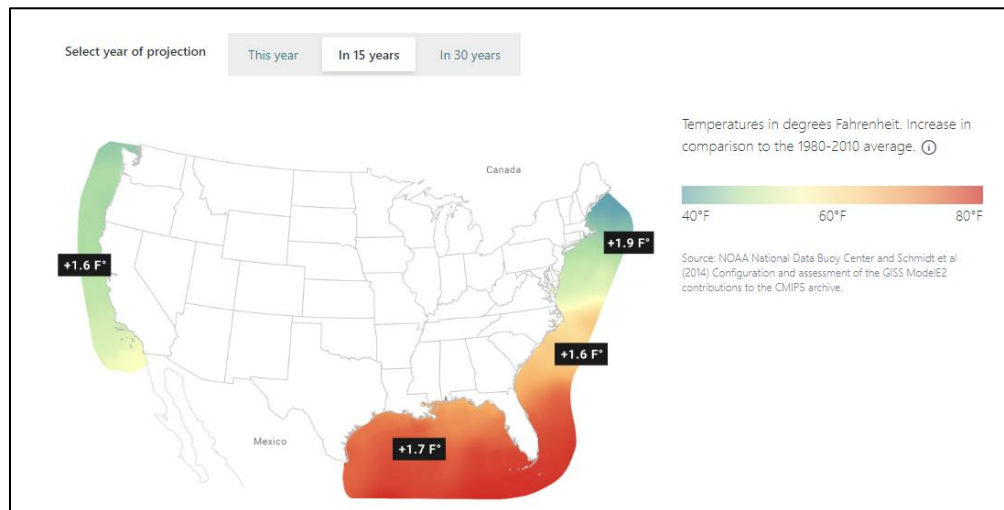 Select year of projection
This year
In 15 years
In 30 years
Temperatures in degrees Fahrenheit. Increase in
comparison to the 1980-2010 average.
Canada
40°F
60°F
80°F
+1.6 F°
+1.9 F°
Source: NOAA National Data Buoy Center and Schmidt et al
(2014) Configuration and assessment of the GISS ModelE2
contributions to the CMIP5 archive.
+1.6 F°
Mexico
+1.7 F°